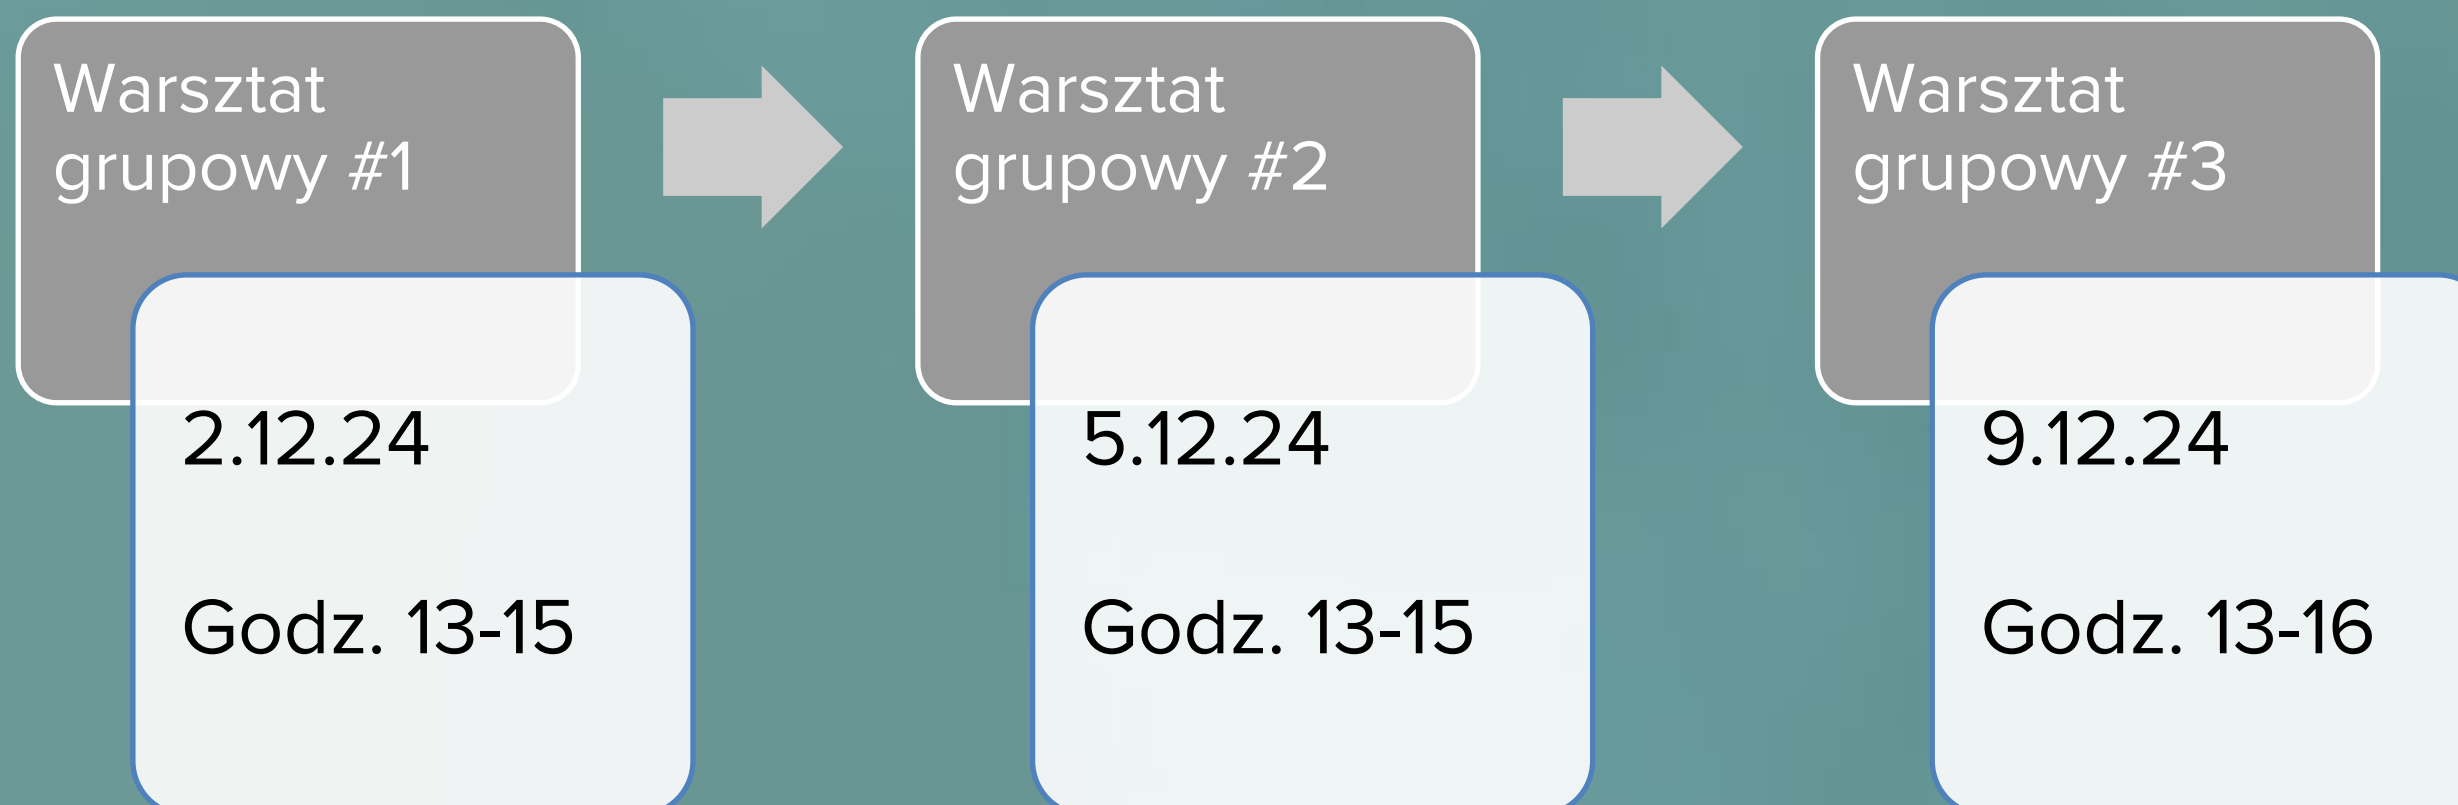 Warsztat
grupowy #1
2.12.24
Godz. 13-15
Warsztat
grupowy #2
5.12.24
Godz. 13-15
Warsztat
grupowy #3
9.12.24
Godz. 13-16